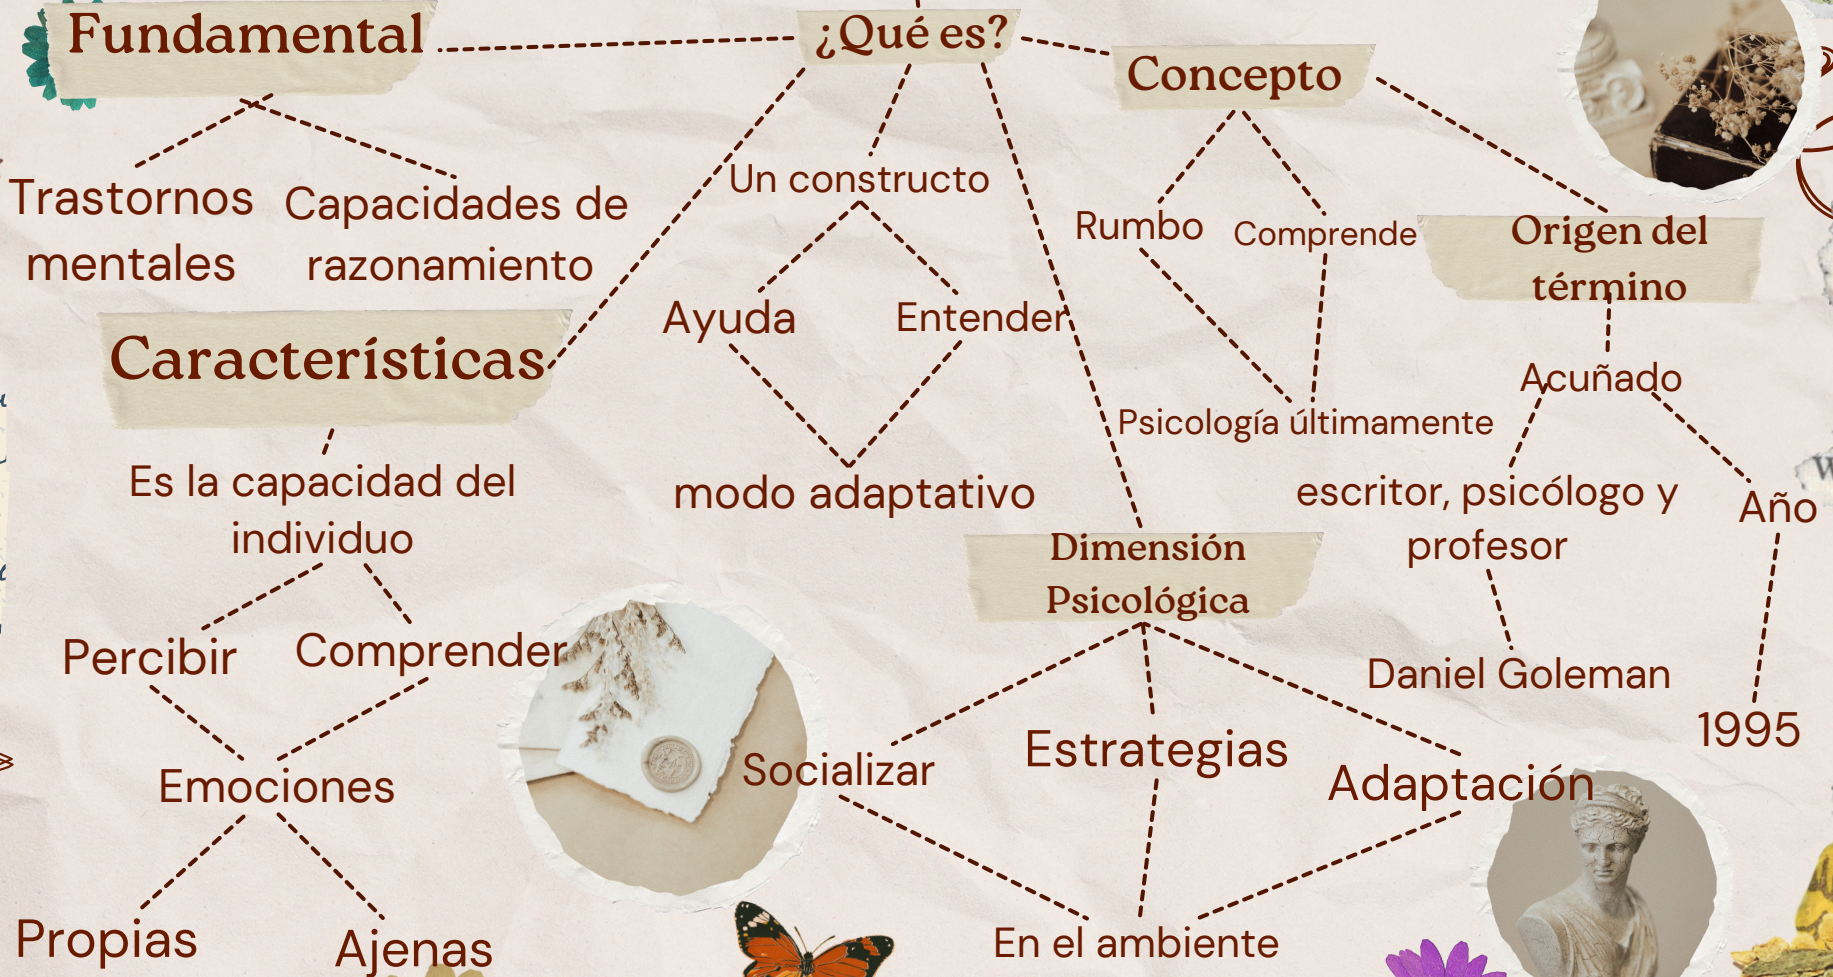 Fundamental
¿Qué es?
Concepto
Trastornos
mentales
Capacidades de
razonamiento
Un constructo
Rumbo
Comprende
Origen del
término
Ayuda
Entender
Características
Acuñado
Psicología últimamente
modo adaptativo
Es la capacidad del
individuo
escritor, psicólogo y
profesor
Año
Dimensión
Psicológica
Percibir
Comprender
Daniel Goleman
1995
Socializar
Estrategias
Adaptación
Emociones
Propias
Ajenas
En el ambiente